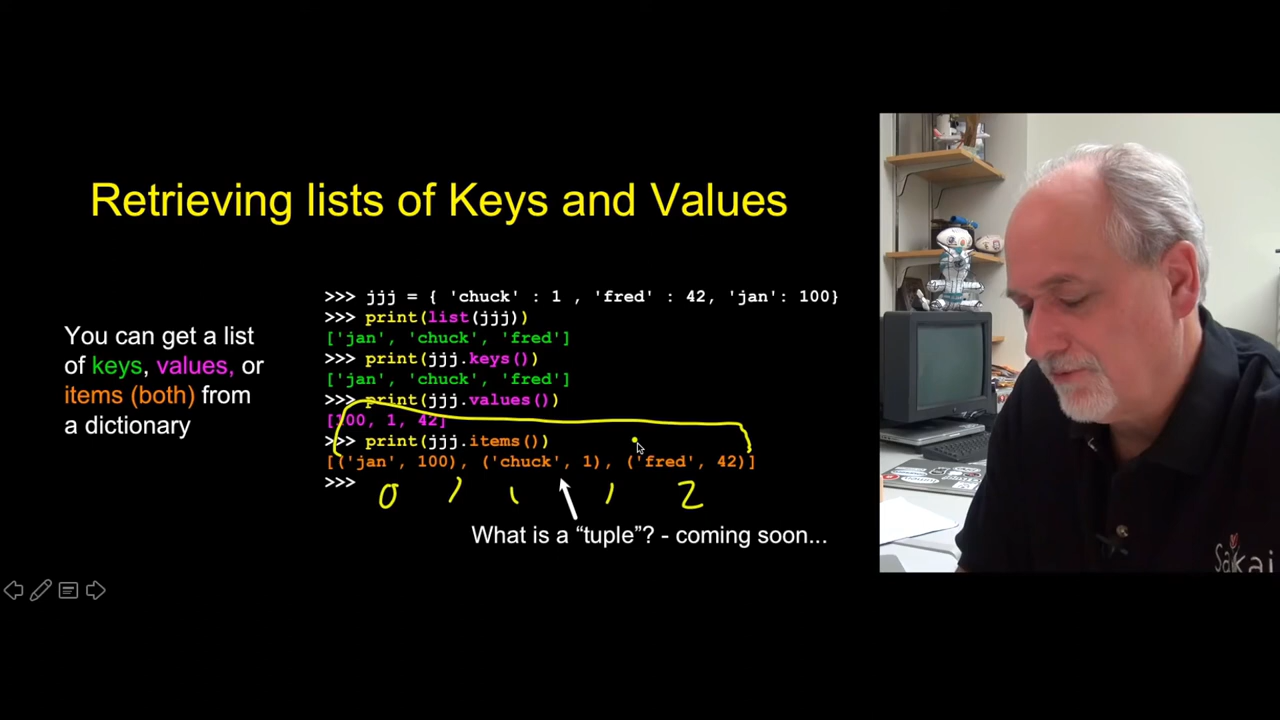 Retrieving lists of Keys and Values
You can get a list
of keys, values, or
items (both) from
a dictionary
>>> jjj = { 'chuck' : 1 , 'fred' : 42, 'jan': 100}
>>> print(list(jjj))
['jan', 'chuck', 'fred']
>>> print(jjj.keys())
['jan', 'chuck', 'fred']
>>> print(jjj.values())
[100, 1, 42]
>>> print(jjj.items())
[('jan', 100), ('chuck', 1), ('fred', 42)]
>>>
0 , 1 , 2
What is a “tuple”? - coming soon...
Sakai